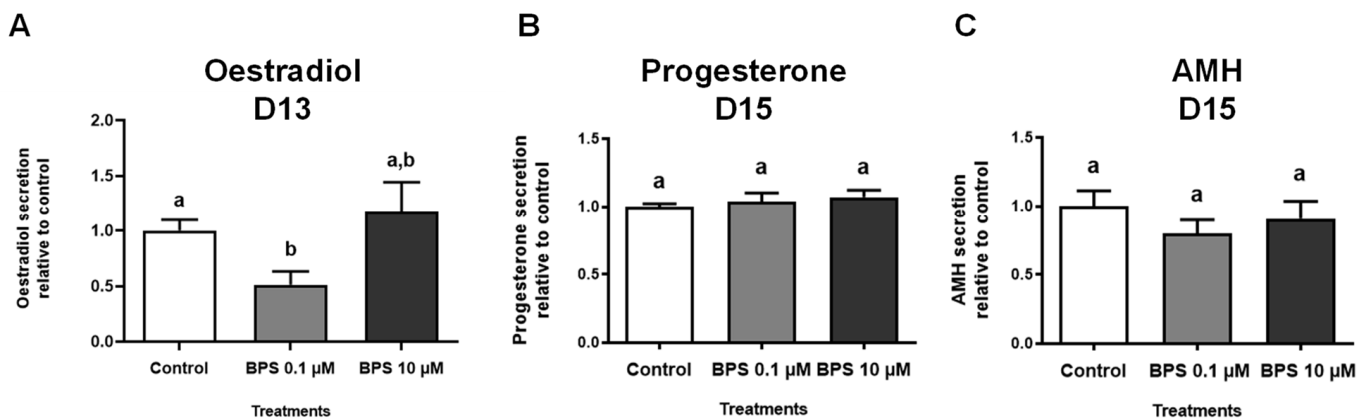 A
Oestradiol
D13
Oestradiol secretion
relative to control
2.0
1.5
1.0
0.5
0.0
a
b
a,b
Control
BPS 0.1 µM
BPS 10 µM
Treatments
B
Progesterone
D15
Progesterone secretion
relative to control
1.5
1.0
0.5
0.0
a
a
a
Control
BPS 0.1 µM
BPS 10 µM
C
AMH
D15
AMH secretion
relative to control
1.5
1.0
0.5
0.0
a
a
a
Control
BPS 0.1 µM
BPS 10 µM
Treatments